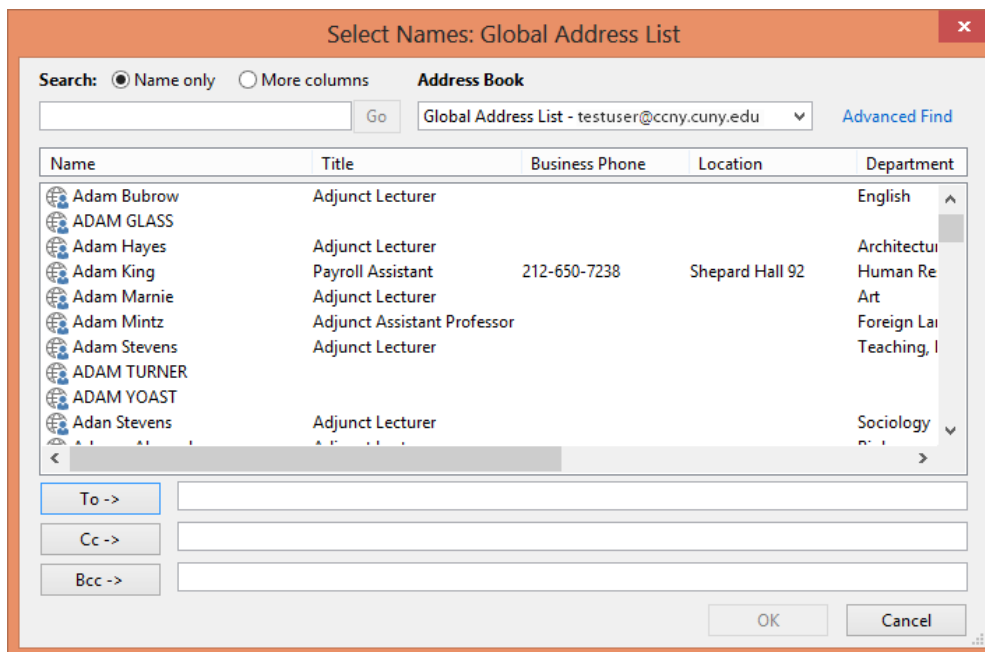 Select Names: Global Address List
Search: Name only More columns Address Book
Go Global Address List - testuser@ccny.cuny.edu Advanced Find
Name Title Business Phone Location Department
Adam Bubrow Adjunct Lecturer English
ADAM GLASS
Adam Hayes Adjunct Lecturer Architectu
Adam King Payroll Assistant 212-650-7238 Shepard Hall 92 Human Re
Adam Marnie Adjunct Lecturer Art
Adam Mintz Adjunct Assistant Professor Foreign La
Adam Stevens Adjunct Lecturer Teaching,
ADAM TURNER
ADAM YOAST
Adan Stevens Adjunct Lecturer Sociology
To ->
Cc ->
Bcc ->
OK Cancel